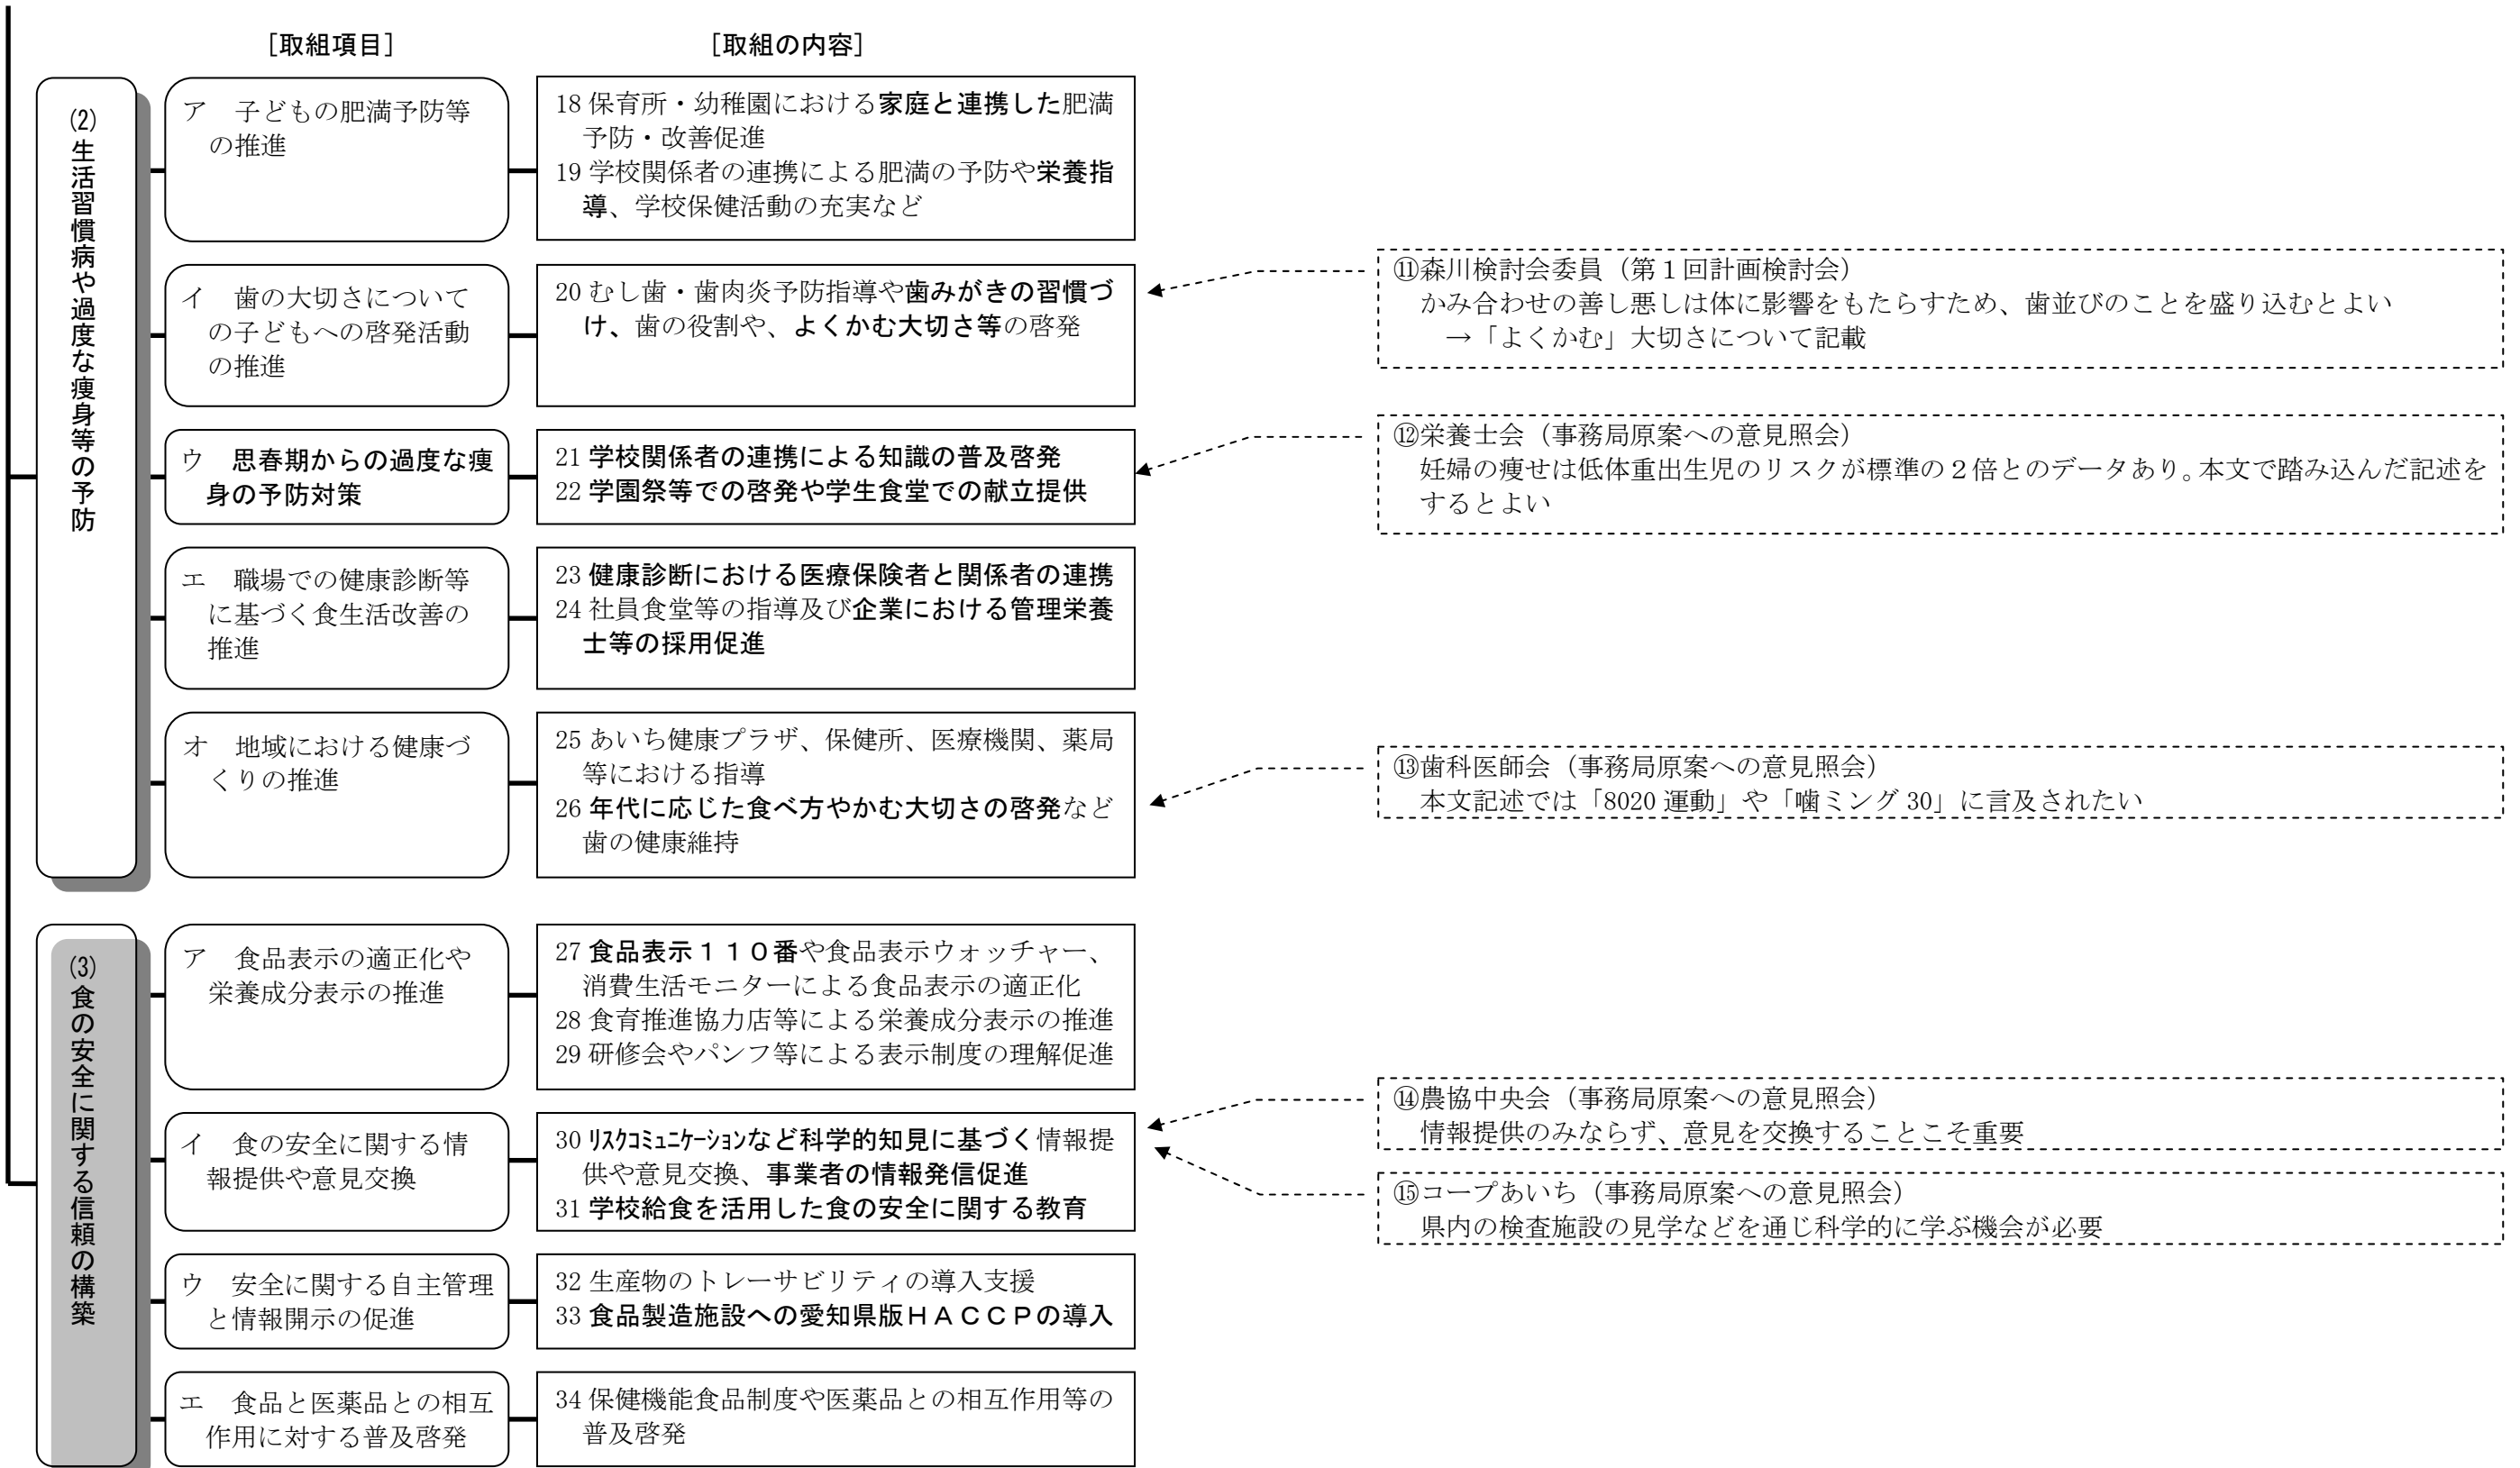 ［取組項目］
［取組の内容］
(2)生活習慣病や過度な痩身等の予防
ア　子どもの肥満予防等
の推進
18 保育所・幼稚園における家庭と連携した肥満
予防・改善促進
19 学校関係者の連携による肥満の予防や栄養指
導、学校保健活動の充実など
イ　歯の大切さについて
の子どもへの啓発活動
の推進
20 むし歯・歯肉炎予防指導や歯みがきの習慣づ
け、歯の役割や、よくかむ大切さ等の啓発
⑪森川検討会委員（第１回計画検討会）
かみ合わせの善し悪しは体に影響をもたらすため、歯並びのことを盛り込むとよい
→「よくかむ」大切さについて記載
ウ　思春期からの過度な痩
身の予防対策
21 学校関係者の連携による知識の普及啓発
22 学園祭等での啓発や学生食堂での献立提供
⑫栄養士会（事務局原案への意見照会）
妊婦の痩せは低体重出生児のリスクが標準の２倍とのデータあり。本文で踏み込んだ記述を
するとよい
エ　職場での健康診断等
に基づく食生活改善の
推進
23 健康診断における医療保険者と関係者の連携
24 社員食堂等の指導及び企業における管理栄養
士等の採用促進
オ　地域における健康づ
くりの推進
25 あいち健康プラザ、保健所、医療機関、薬局
等における指導
26 年代に応じた食べ方やかむ大切さの啓発など
歯の健康維持
⑬歯科医師会（事務局原案への意見照会）
本文記述では「8020 運動」や「噛ミング 30」に言及されたい
(3)食の安全に関する信頼の構築
ア　食品表示の適正化や
栄養成分表示の推進
27 食品表示１１０番や食品表示ウォッチャー、
消費生活モニターによる食品表示の適正化
28 食育推進協力店等による栄養成分表示の推進
29 研修会やパンフ等による表示制度の理解促進
イ　食の安全に関する情
報提供や意見交換
30 ﾘｽｸｺﾐｭﾆｹｰｼｮﾝなど科学的知見に基づく情報提
供や意見交換、事業者の情報発信促進
31 学校給食を活用した食の安全に関する教育
⑭農協中央会（事務局原案への意見照会）
情報提供のみならず、意見を交換することこそ重要
⑮コープあいち（事務局原案への意見照会）
県内の検査施設の見学などを通じ科学的に学ぶ機会が必要
ウ　安全に関する自主管理
と情報開示の促進
32 生産物のトレーサビリティの導入支援
33 食品製造施設への愛知県版ＨＡＣＣＰの導入
エ　食品と医薬品との相互
作用に対する普及啓発
34 保健機能食品制度や医薬品との相互作用等の
普及啓発